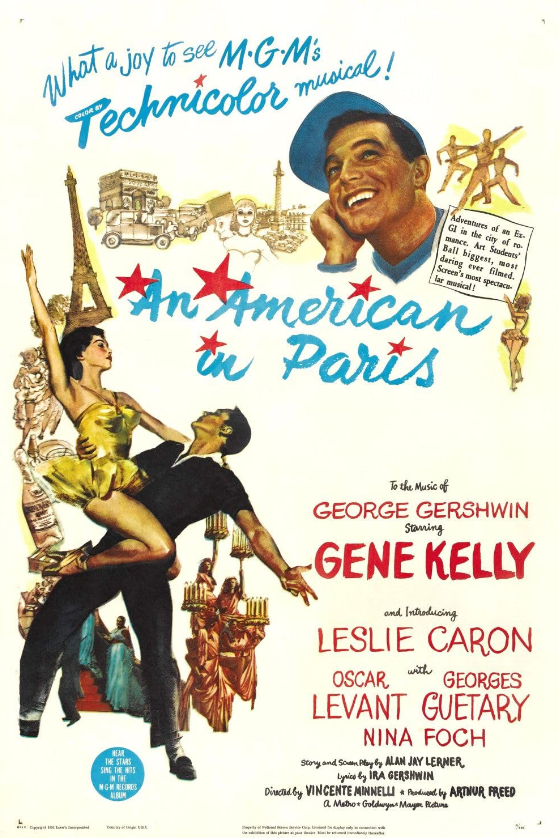 What a joy to see M·G·M's
COLOR BY
Technicolor musical!
Adventures of an Ex-
GI in the city of ro-
mance. Art Students'
Ball biggest, most
daring ever filmed.
Screen's most spectacu-
lar musical!
An American
in Paris
To the Music of
GEORGE GERSHWIN
Starring
GENE KELLY
and Introducing
LESLIE CARON
with
OSCAR LEVANT
GEORGES GUETARY
NINA FOCH
Story and Screen Play by ALAN JAY LERNER
Lyrics by IRA GERSHWIN
Directed by VINCENTE MINNELLI ★ Produced by ARTHUR FREED
A Metro-Goldwyn-Mayer Picture
HEAR
THE STARS
SING THE HITS
IN THE
M-G-M RECORDS
ALBUM
Country of Origin U.S.A.